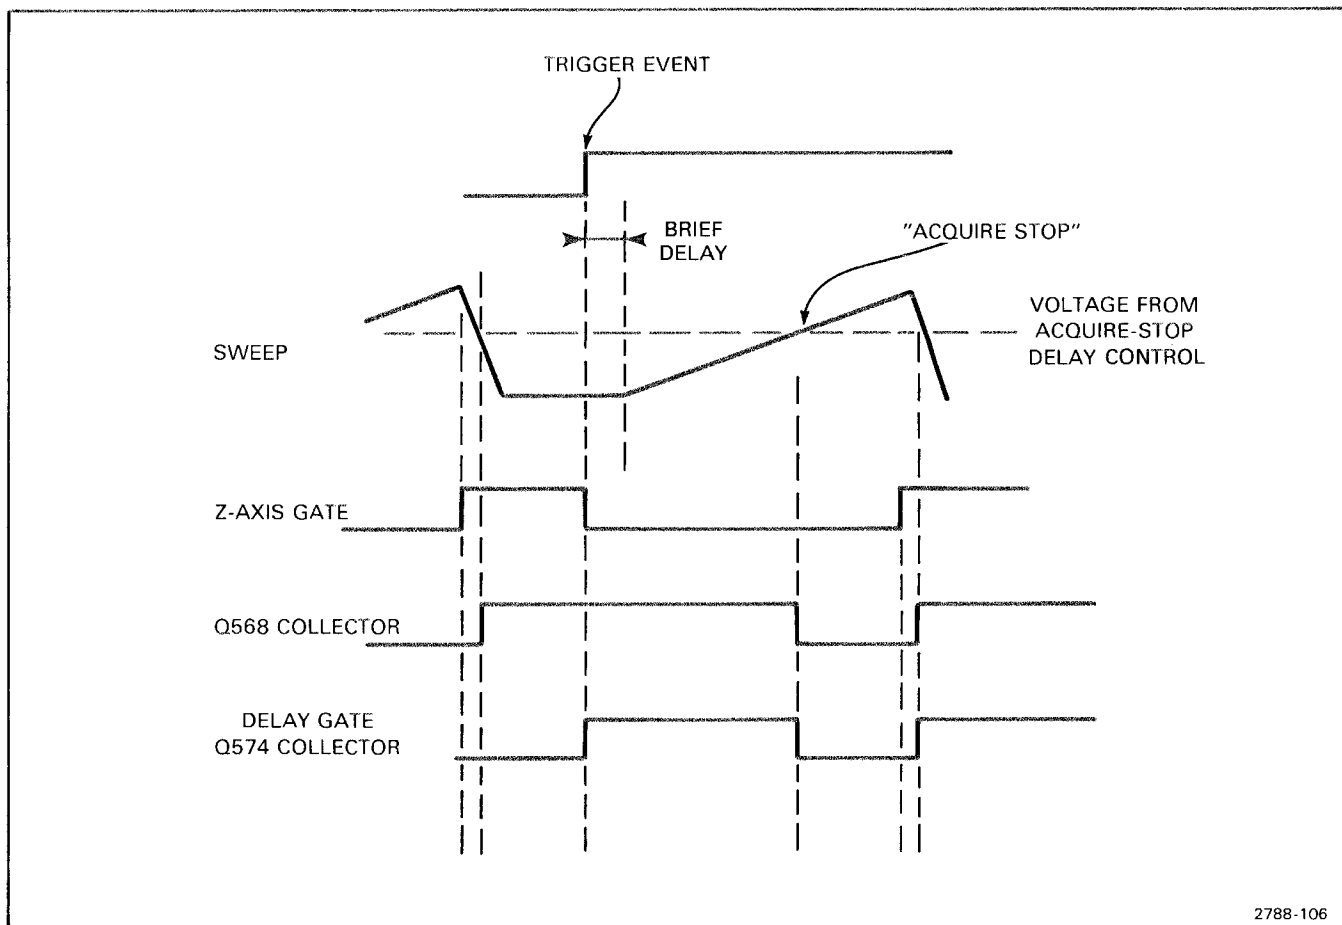 TRIGGER EVENT
BRIEF
DELAY
"ACQUIRE STOP"
SWEEP
VOLTAGE FROM
ACQUIRE-STOP
DELAY CONTROL
Z-AXIS GATE
Q568 COLLECTOR
DELAY GATE
Q574 COLLECTOR
2788-106